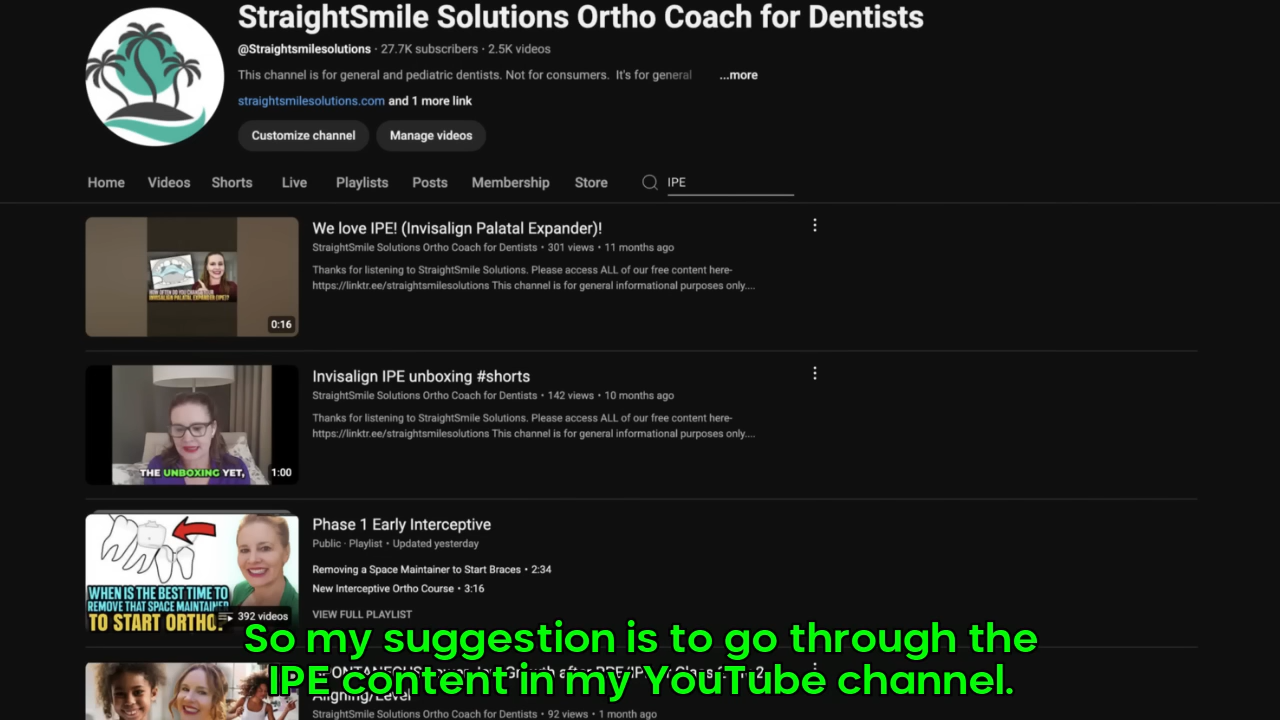 StraightSmile Solutions Ortho Coach for Dentists
@Straightsmilesolutions · 27.7K subscribers · 2.5K videos
This channel is for general and pediatric dentists. Not for consumers. It's for general ...more
straightsmilesolutions.com and 1 more link
Customize channel Manage videos
Home Videos Shorts Live Playlists Posts Membership Store IPE
We love IPE! (Invisalign Palatal Expander)!
StraightSmile Solutions Ortho Coach for Dentists • 301 views • 11 months ago
Thanks for listening to StraightSmile Solutions. Please access ALL of our free content here-
https://linktr.ee/straightsmilesolutions This channel is for general informational purposes only....
INVISALIGN PALATAL EXPANDER (IPE)?
0:16
Invisalign IPE unboxing #shorts
StraightSmile Solutions Ortho Coach for Dentists • 142 views • 10 months ago
Thanks for listening to StraightSmile Solutions. Please access ALL of our free content here-
https://linktr.ee/straightsmilesolutions This channel is for general informational purposes only....
THE UNBOXING YET,
1:00
Phase 1 Early Interceptive
Public · Playlist • Updated yesterday
Removing a Space Maintainer to Start Braces • 2:34
New Interceptive Ortho Course • 3:16
VIEW FULL PLAYLIST
WHEN IS THE BEST TIME TO
REMOVE THAT SPACE MAINTAINER
TO START ORTHO?
392 videos
So my suggestion is to go through the
IPE content in my YouTube channel.
Aligning/Level
StraightSmile Solutions Ortho Coach for Dentists • 92 views • 1 month ago